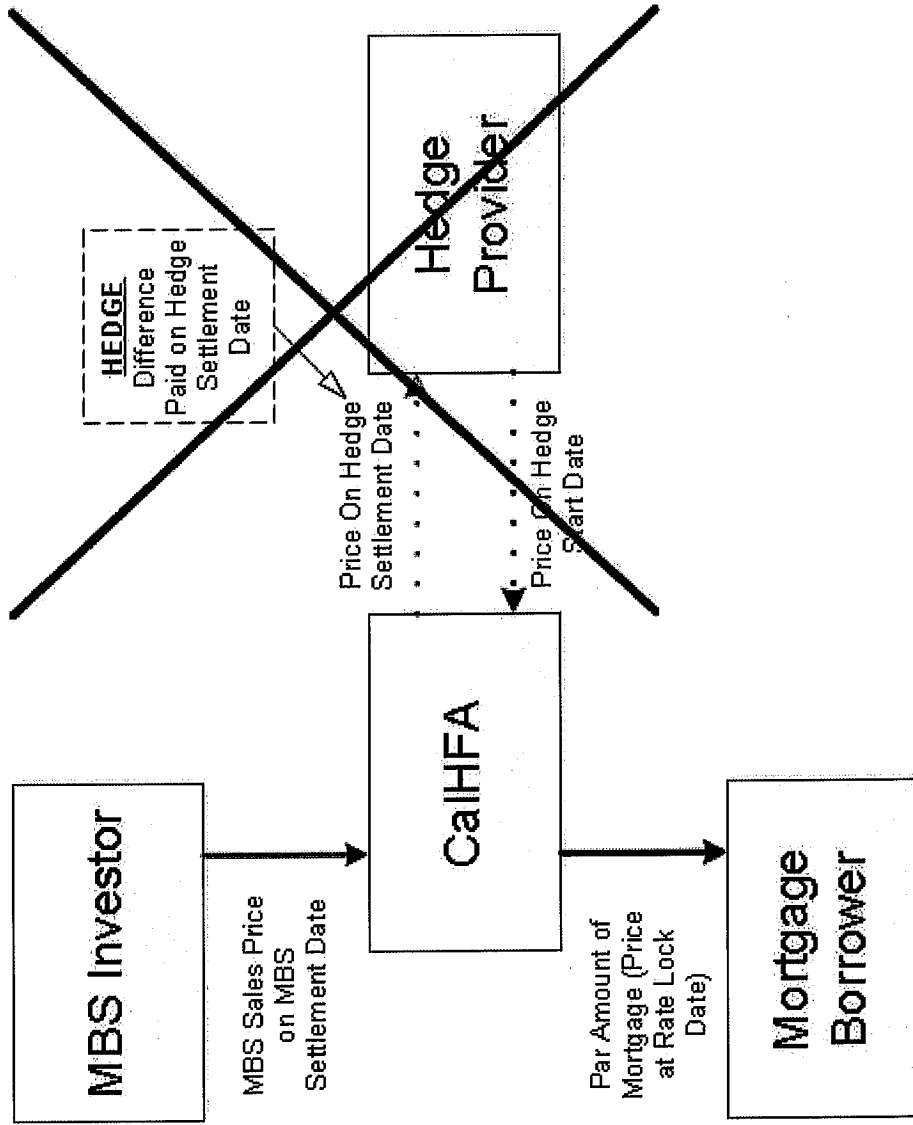 MBS Investor
MBS Sales Price
on MBS
Settlement Date
CalHFA
Par Amount of
Mortgage (Price
at Rate Lock
Date)
Mortgage
Borrower
HEDGE
Difference
Paid on Hedge
Settlement
Date
Price On Hedge
Settlement Date
Price On Hedge
Start Date
Hedge
Provider